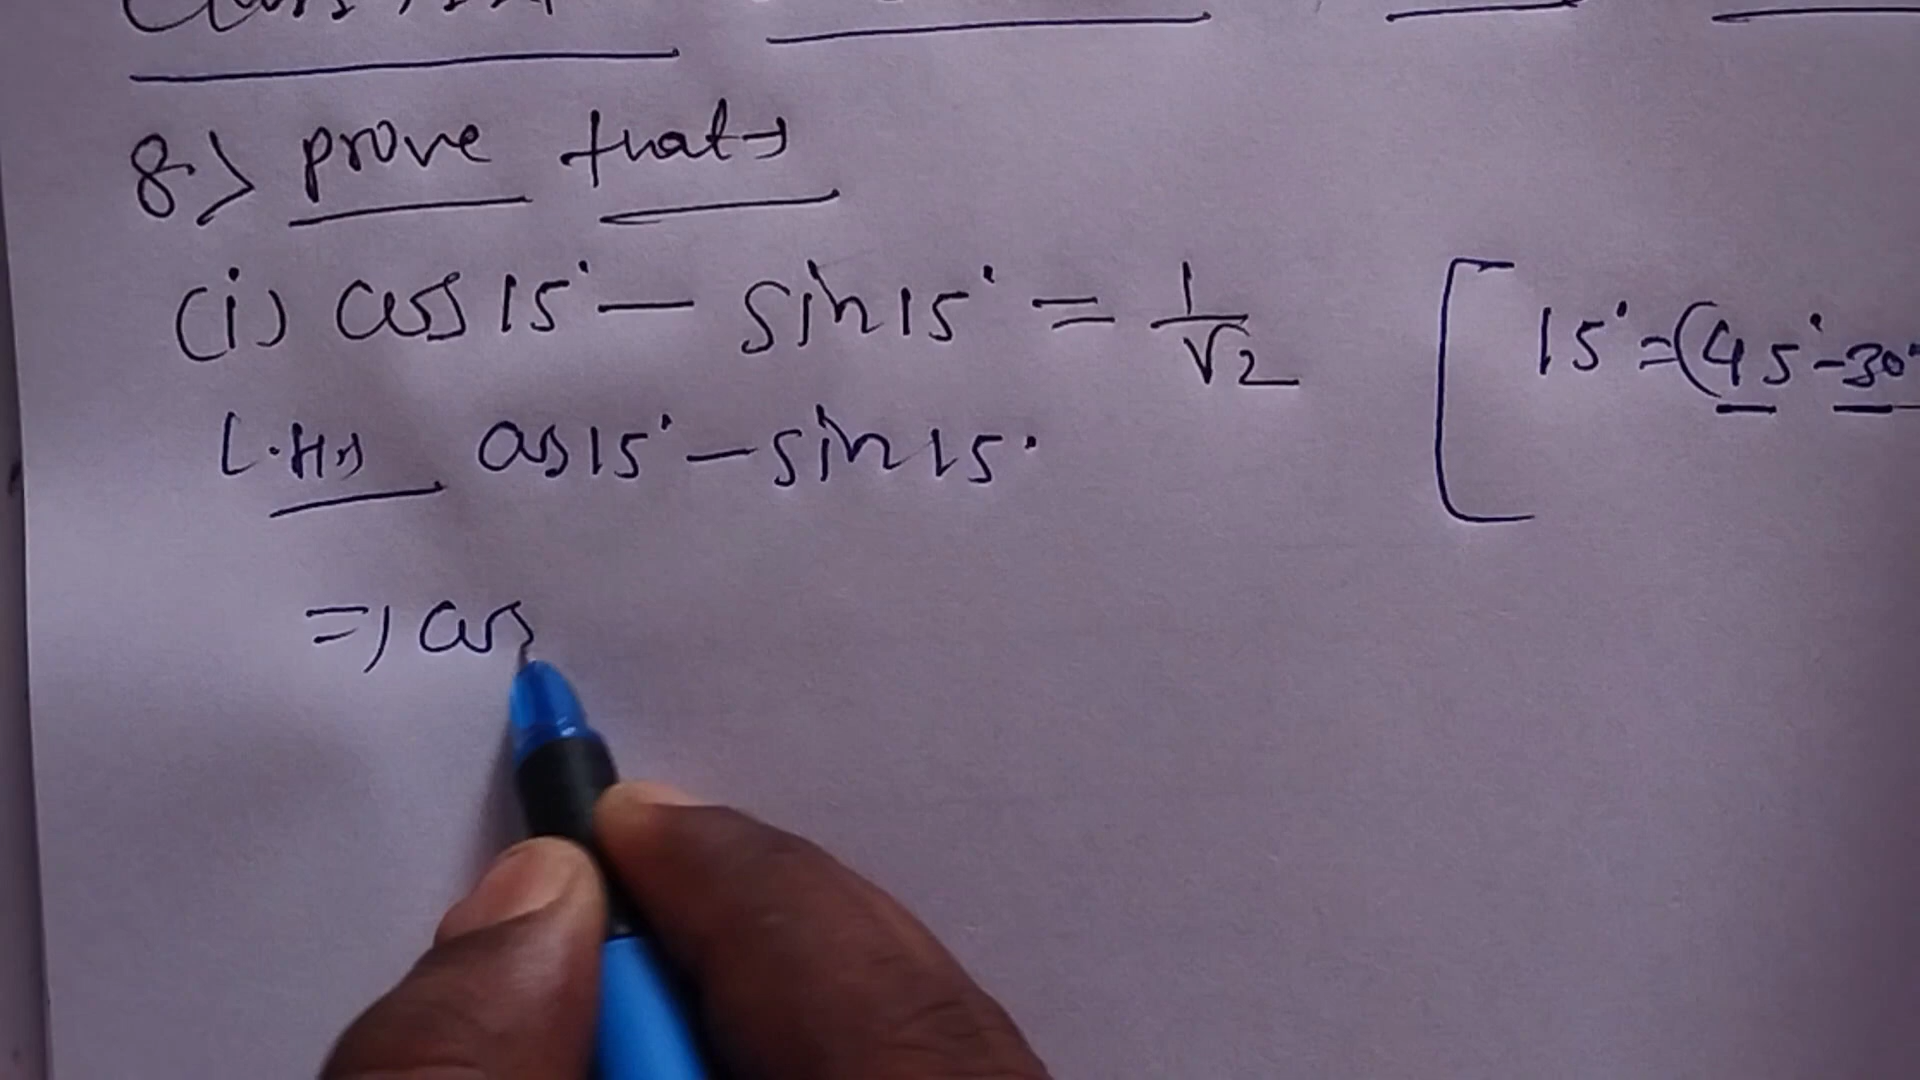 8> prove that →
(i) cos 15° – sin 15° = 1/√2 [ 15° = (45° - 30°
L.H.S cos 15° – sin 15°
=) cos